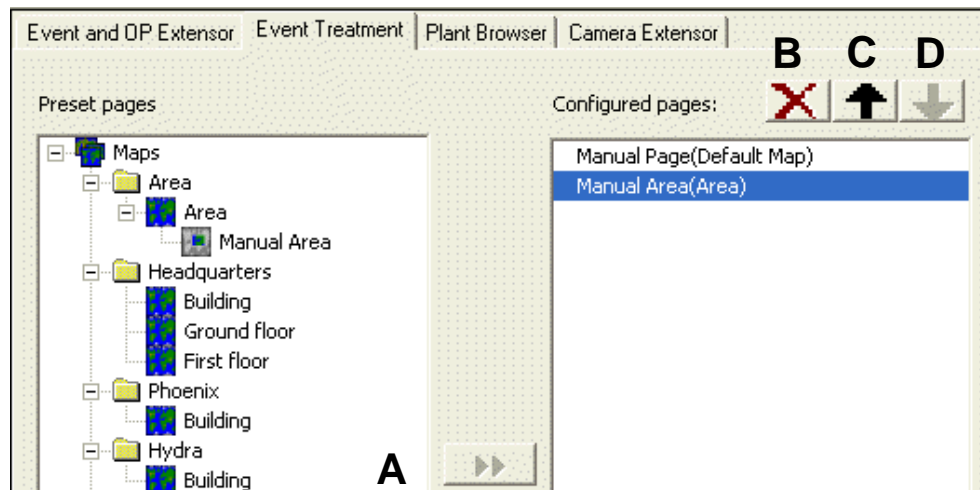 Event and OP Extensor Event Treatment Plant Browser Camera Extensor
B C D
Preset pages
Configured pages:
Maps
Area
Area
Manual Area
Headquarters
Building
Ground floor
First floor
Phoenix
Building
Hydra
Building
A
Manual Page(Default Map)
Manual Area(Area)